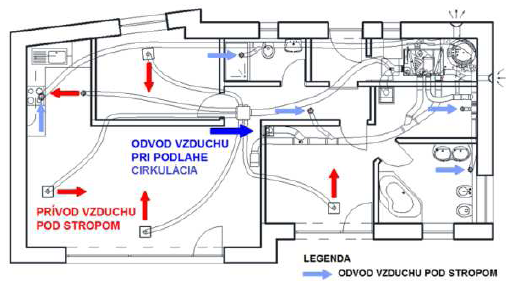 ODVOD VZDUCHU
PRI PODLAHE
CIRKULÁCIA
PRÍVOD VZDUCHU
POD STROPOM
LEGENDA
ODVOD VZDUCHU POD STROPOM